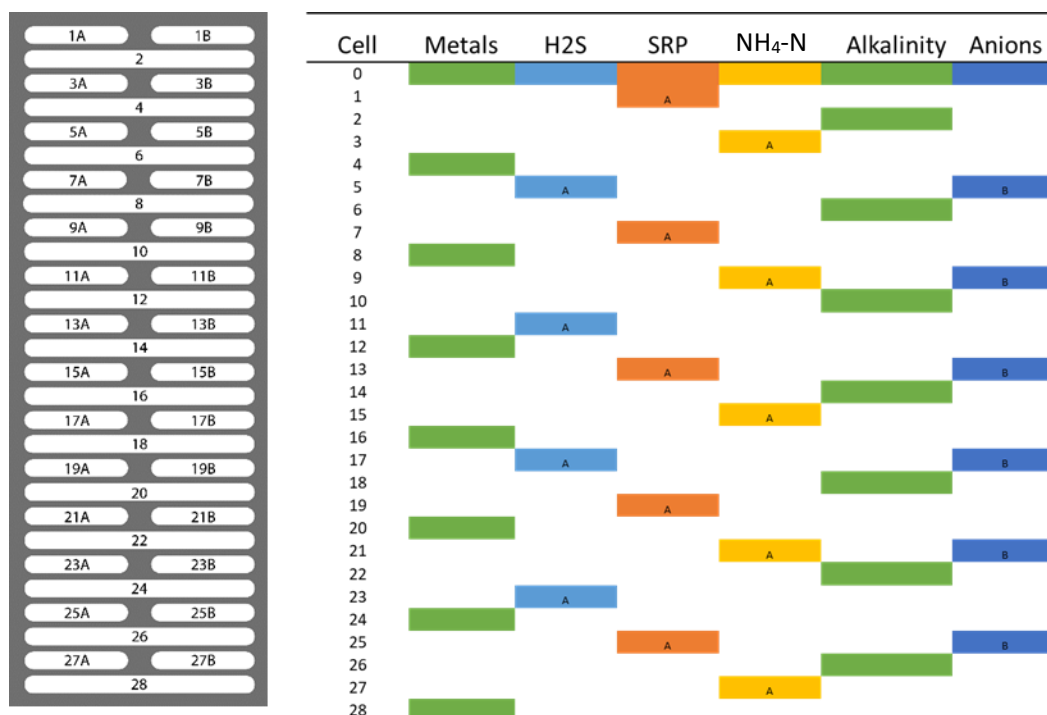 1A 1B
2
3A 3B
4
5A 5B
6
7A 7B
8
9A 9B
10
11A 11B
12
13A 13B
14
15A 15B
16
17A 17B
18
19A 19B
20
21A 21B
22
23A 23B
24
25A 25B
26
27A 27B
28
Cell Metals H2S SRP NH₄-N Alkalinity Anions
0
1 A
2
3 A
4
5 A B
6
7 A
8
9 A B
10
11 A
12
13 A B
14
15 A
16
17 A B
18
19 A
20
21 A B
22
23 A
24
25 A B
26
27 A
28